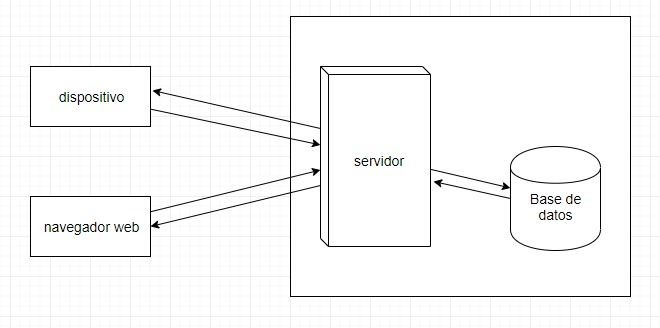 dispositivo
servidor
navegador web
Base de
datos